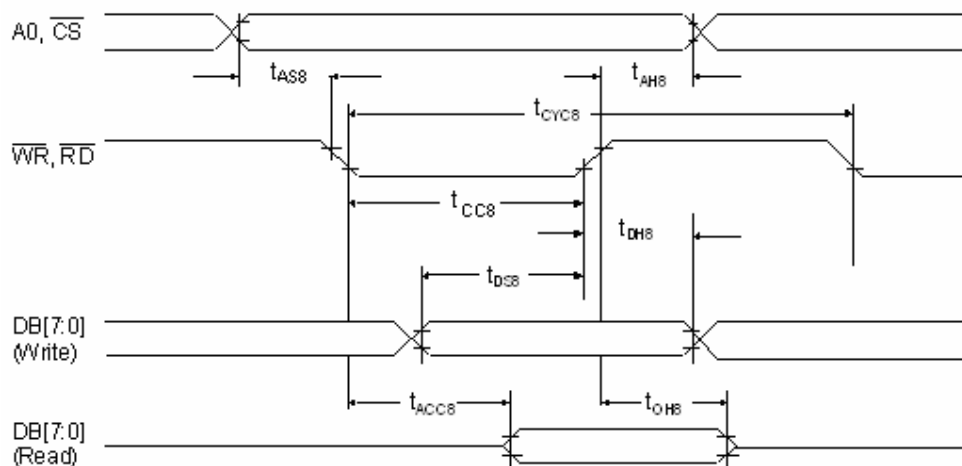 A0, CS
tAS8
tAH8
tCYC8
WR, RD
tCC8
tDH8
tDS8
DB[7:0]
(Write)
tACC8
tOH8
DB[7:0]
(Read)